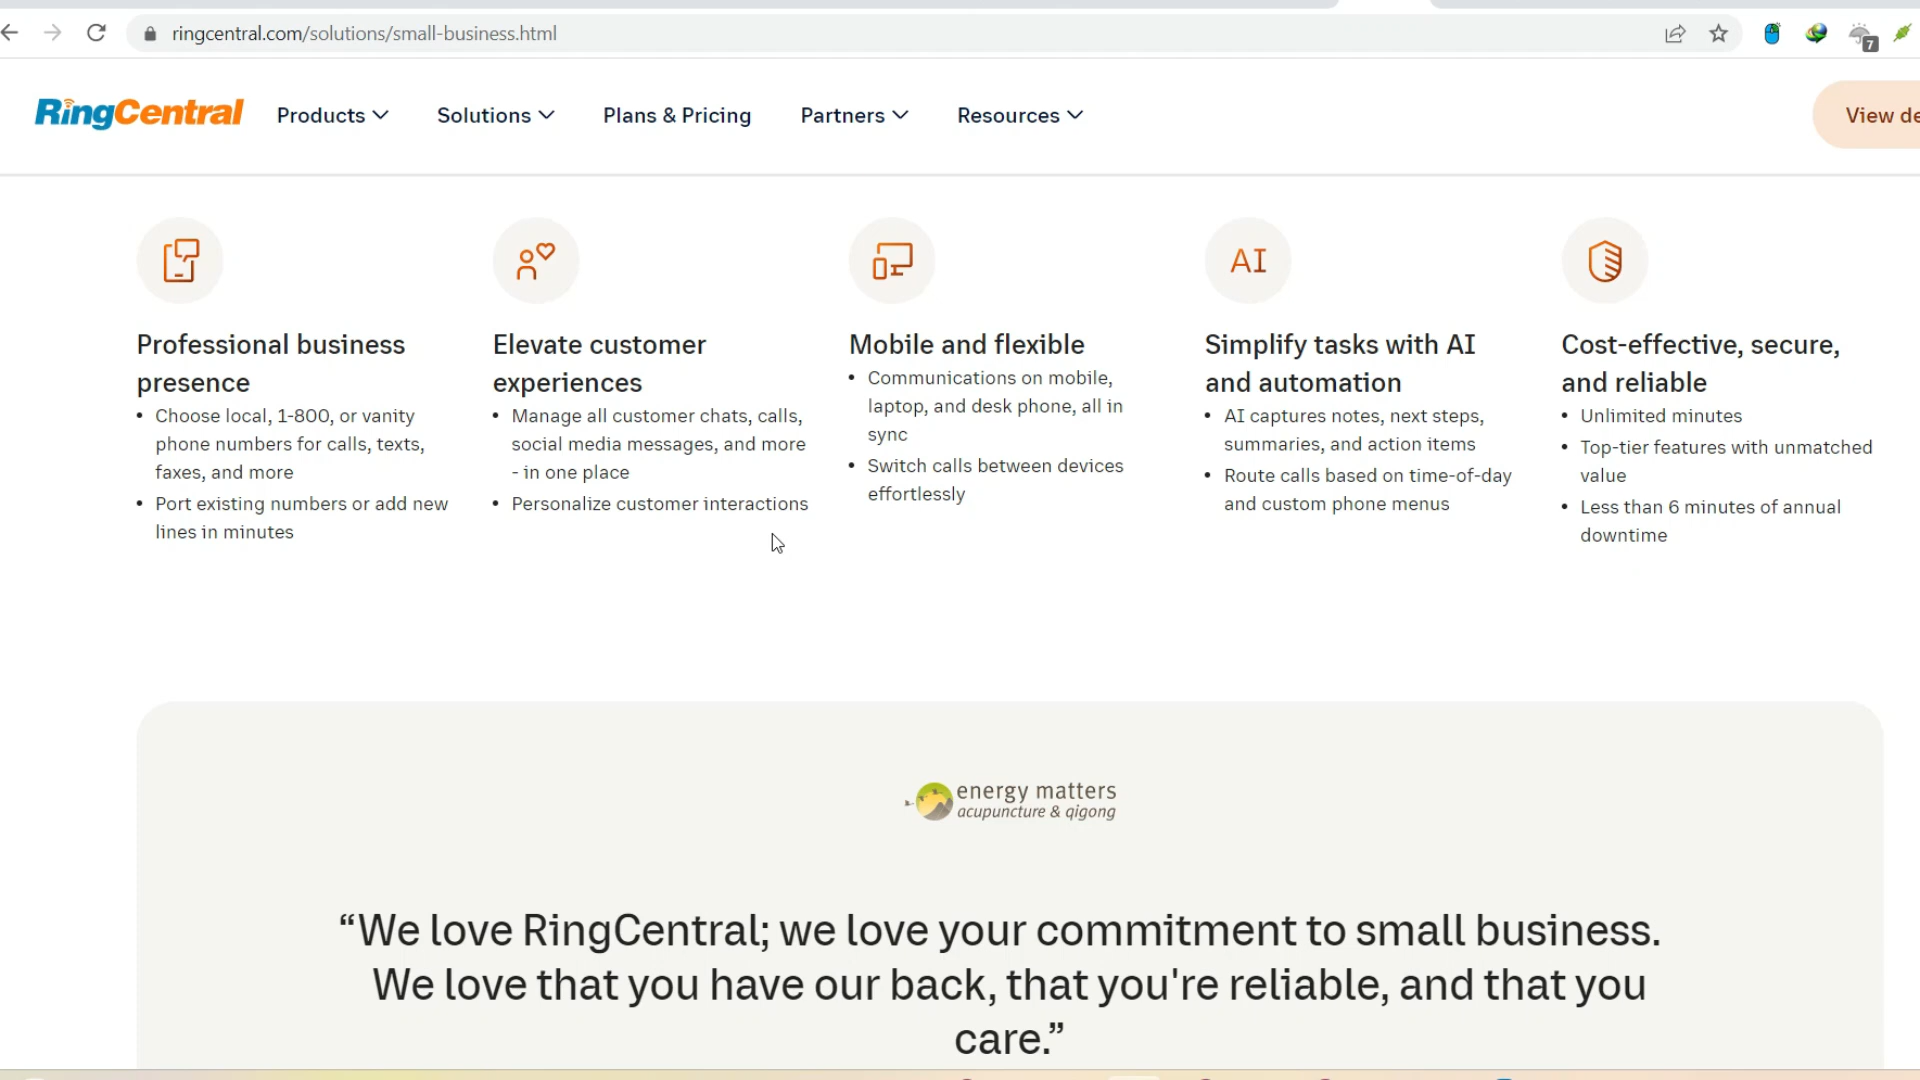 ringcentral.com/solutions/small-business.html
7
RingCentral
Products
Solutions
Plans & Pricing
Partners
Resources
View de
AI
Professional business
presence
• Choose local, 1-800, or vanity
phone numbers for calls, texts,
faxes, and more
• Port existing numbers or add new
lines in minutes
Elevate customer
experiences
• Manage all customer chats, calls,
social media messages, and more
- in one place
• Personalize customer interactions
Mobile and flexible
• Communications on mobile,
laptop, and desk phone, all in
sync
• Switch calls between devices
effortlessly
Simplify tasks with AI
and automation
• AI captures notes, next steps,
summaries, and action items
• Route calls based on time-of-day
and custom phone menus
Cost-effective, secure,
and reliable
• Unlimited minutes
• Top-tier features with unmatched
value
• Less than 6 minutes of annual
downtime
energy matters
acupuncture & qigong
“We love RingCentral; we love your commitment to small business.
We love that you have our back, that you're reliable, and that you
care.”